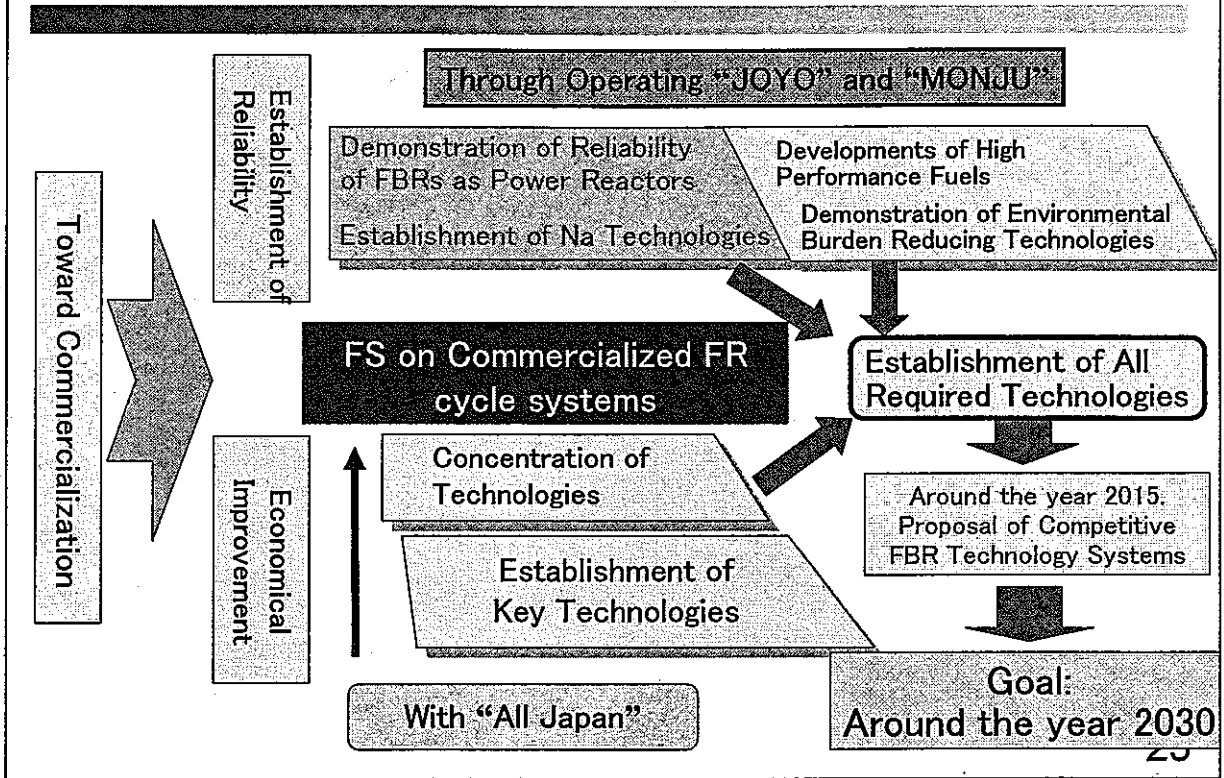 Through Operating “JOYO” and “MONJU”
Toward Commercialization
Establishment of
Reliability
Demonstration of Reliability
of FBRs as Power Reactors
Establishment of Na Technologies
Developments of High
Performance Fuels
Demonstration of Environmental
Burden Reducing Technologies
FS on Commercialized FR
cycle systems
Establishment of All
Required Technologies
Economical
Improvement
Concentration of
Technologies
Establishment of
Key Technologies
Around the year 2015.
Proposal of Competitive
FBR Technology Systems
With “All Japan”
Goal:
Around the year 2030